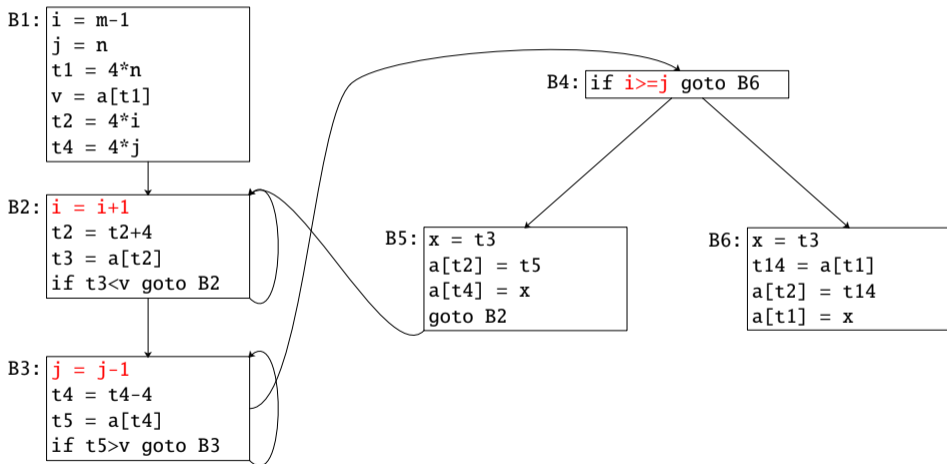 B1: i = m-1
j = n
t1 = 4*n
v = a[t1]
t2 = 4*i
t4 = 4*j
B2: i = i+1
t2 = t2+4
t3 = a[t2]
if t3<v goto B2
B3: j = j-1
t4 = t4-4
t5 = a[t4]
if t5>v goto B3
B4: if i>=j goto B6
B5: x = t3
a[t2] = t5
a[t4] = x
goto B2
B6: x = t3
t14 = a[t1]
a[t2] = t14
a[t1] = x